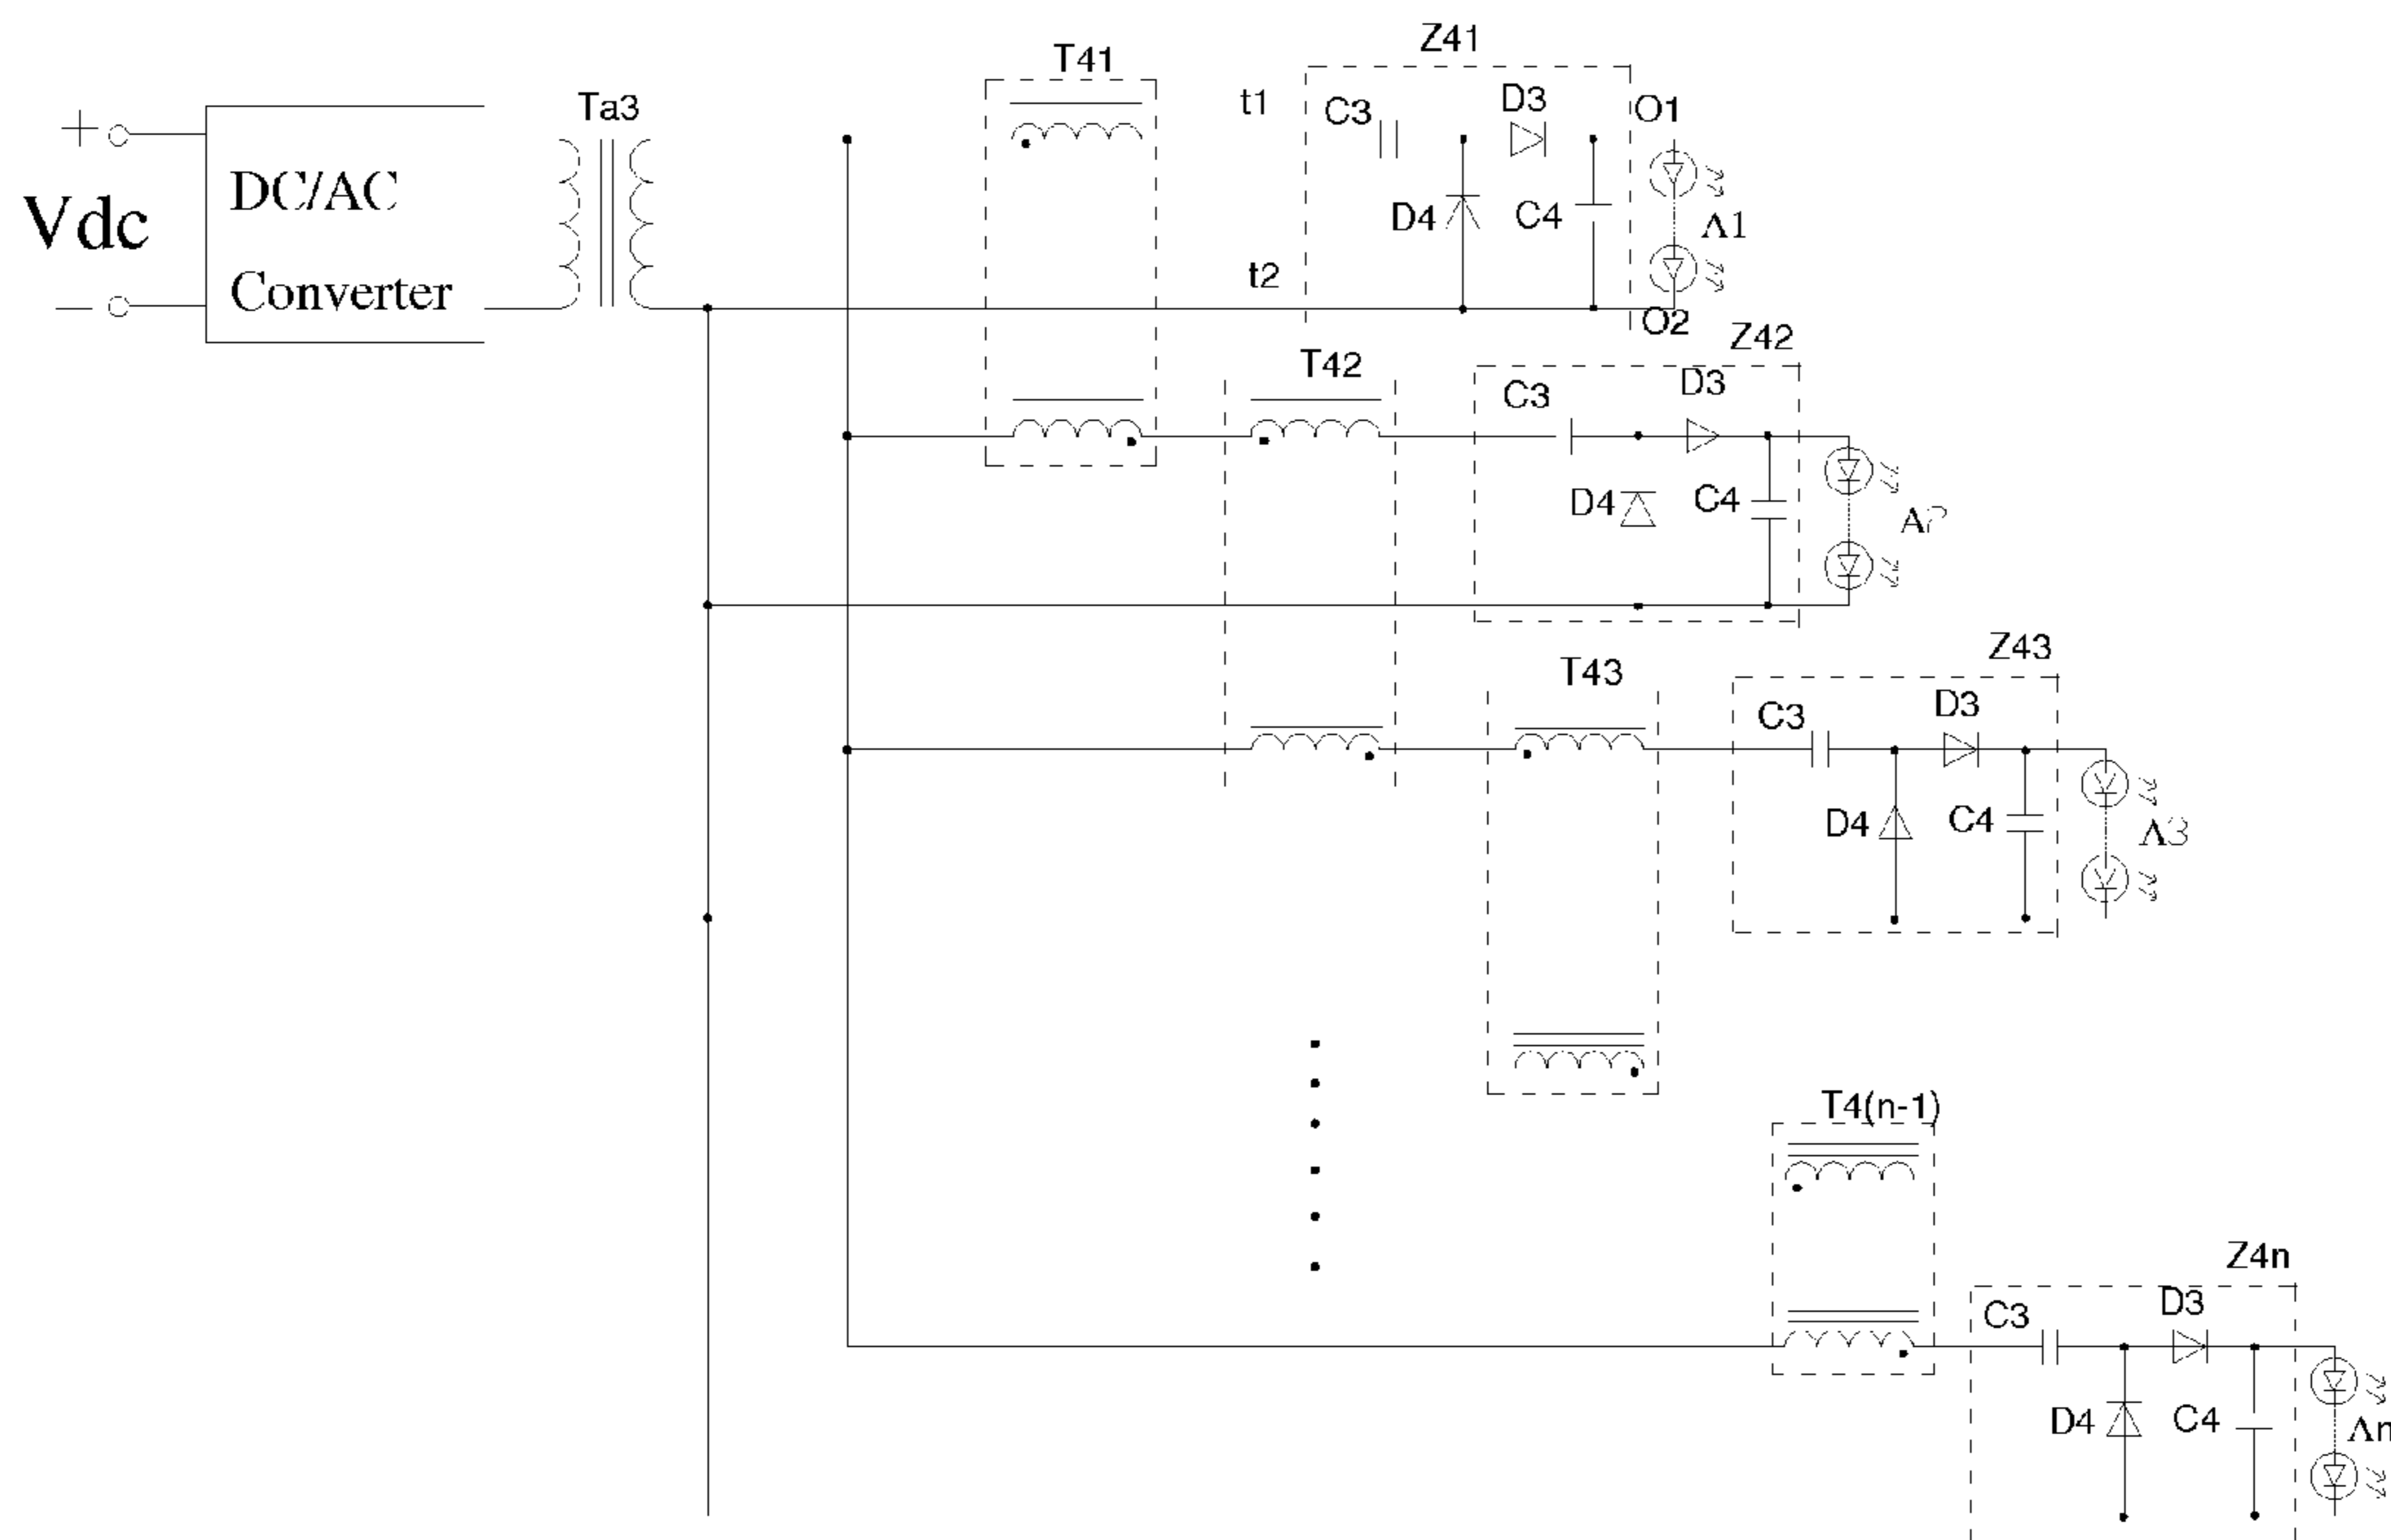 T41
Z41
Ta3
t1
C3
D3
O1
+
Vdc
DC/AC
Converter
D4
C4
A1
t2
—
O2
T42
Z42
C3
D3
D4
C4
T43
Z43
C3
D3
D4
C4
A3
T4(n-1)
Z4n
C3
D3
D4
C4
An